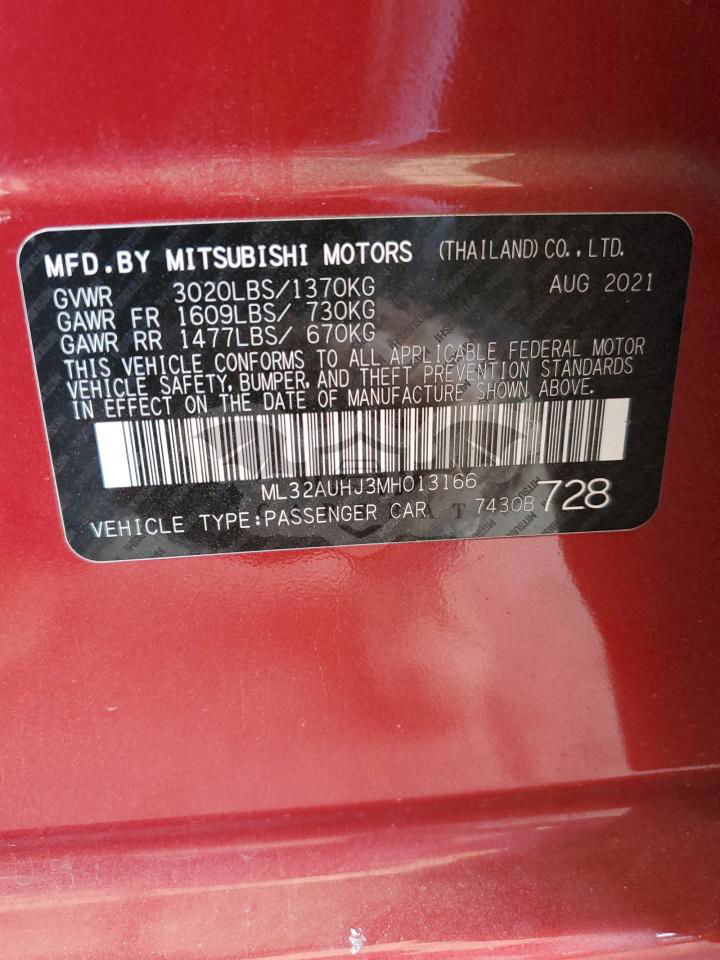 MFD.BY MITSUBISHI MOTORS (THAILAND)CO.,LTD.
GVWR 3020LBS/1370KG AUG 2021
GAWR FR 1609LBS/ 730KG
GAWR RR 1477LBS/ 670KG
THIS VEHICLE CONFORMS TO ALL APPLICABLE FEDERAL MOTOR
VEHICLE SAFETY, BUMPER, AND THEFT PREVENTION STANDARDS
IN EFFECT ON THE DATE OF MANUFACTURE SHOWN ABOVE.
ML32AUHJ3MH013166
VEHICLE TYPE:PASSENGER CAR 7430B 728